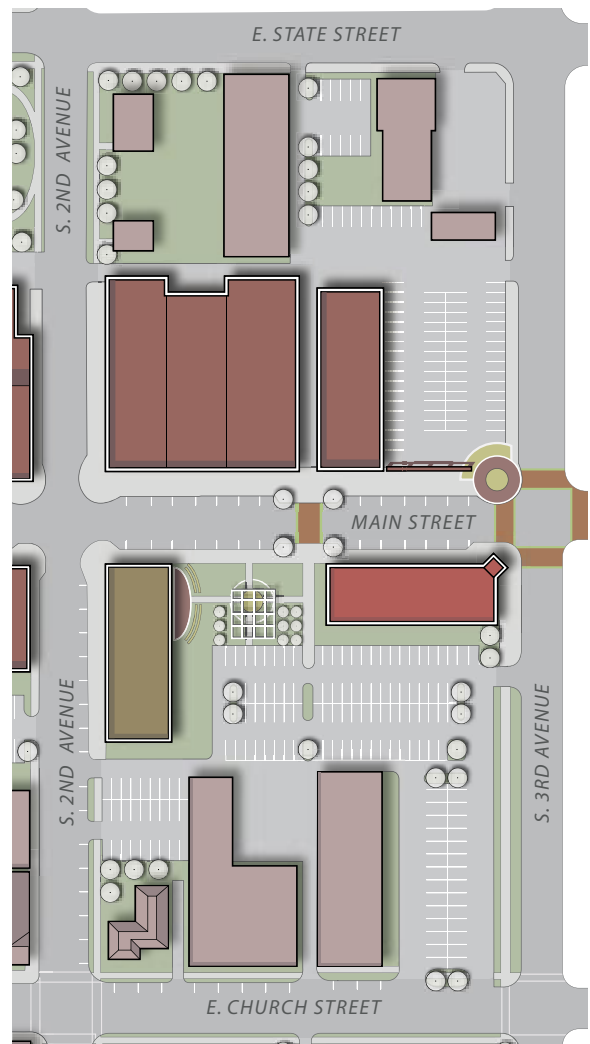 E. STATE STREET
S. 2ND AVENUE
MAIN STREET
S. 2ND AVENUE
S. 3RD AVENUE
E. CHURCH STREET